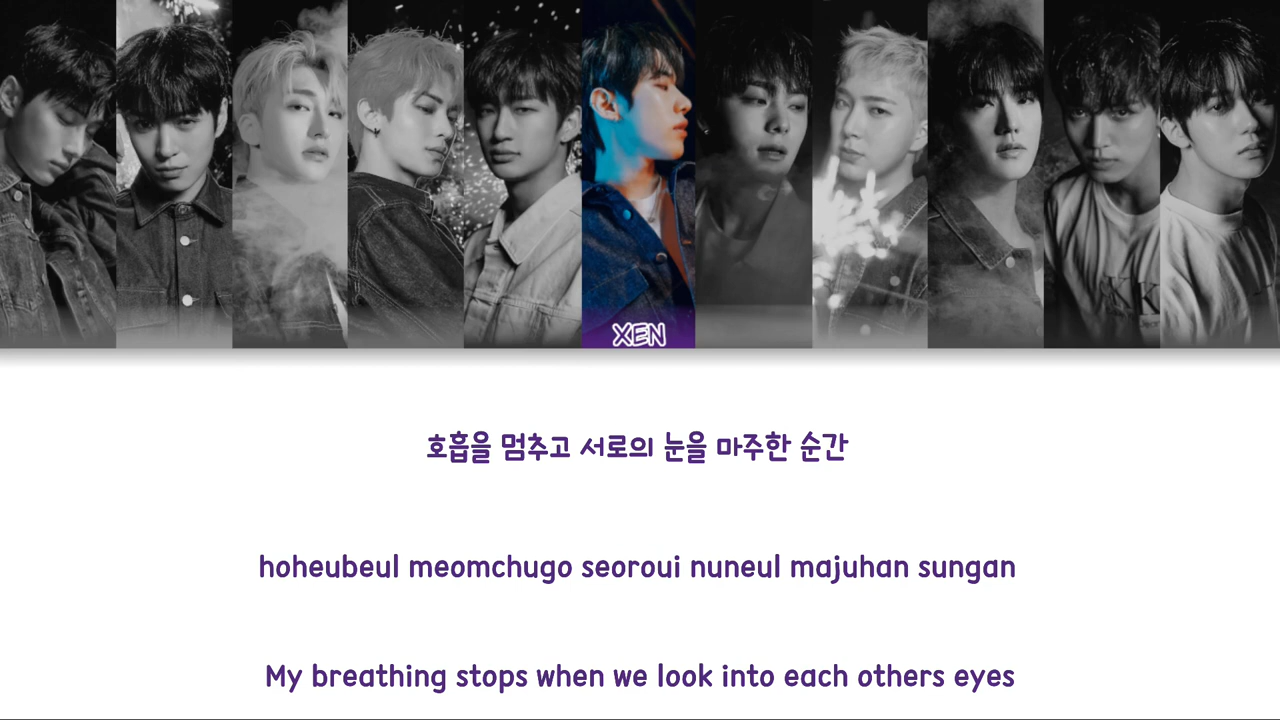 XEN
호흡을 멈추고 서로의 눈을 마주한 순간
hoheubeul meomchugo seoroui nuneul majuhan sungan
My breathing stops when we look into each others eyes